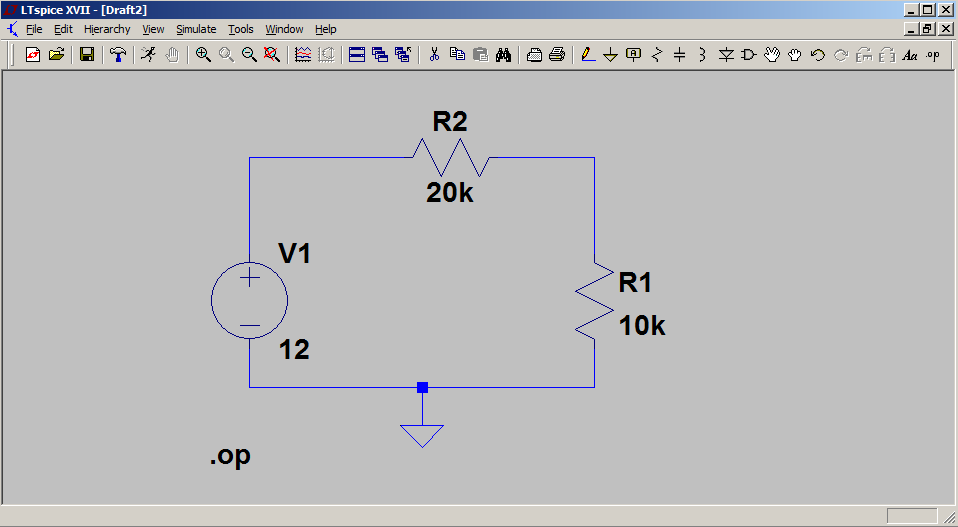 LTspice XVII - [Draft2]
File Edit Hierarchy View Simulate Tools Window Help
Aa .op
R2
20k
V1
R1
10k
12
.op